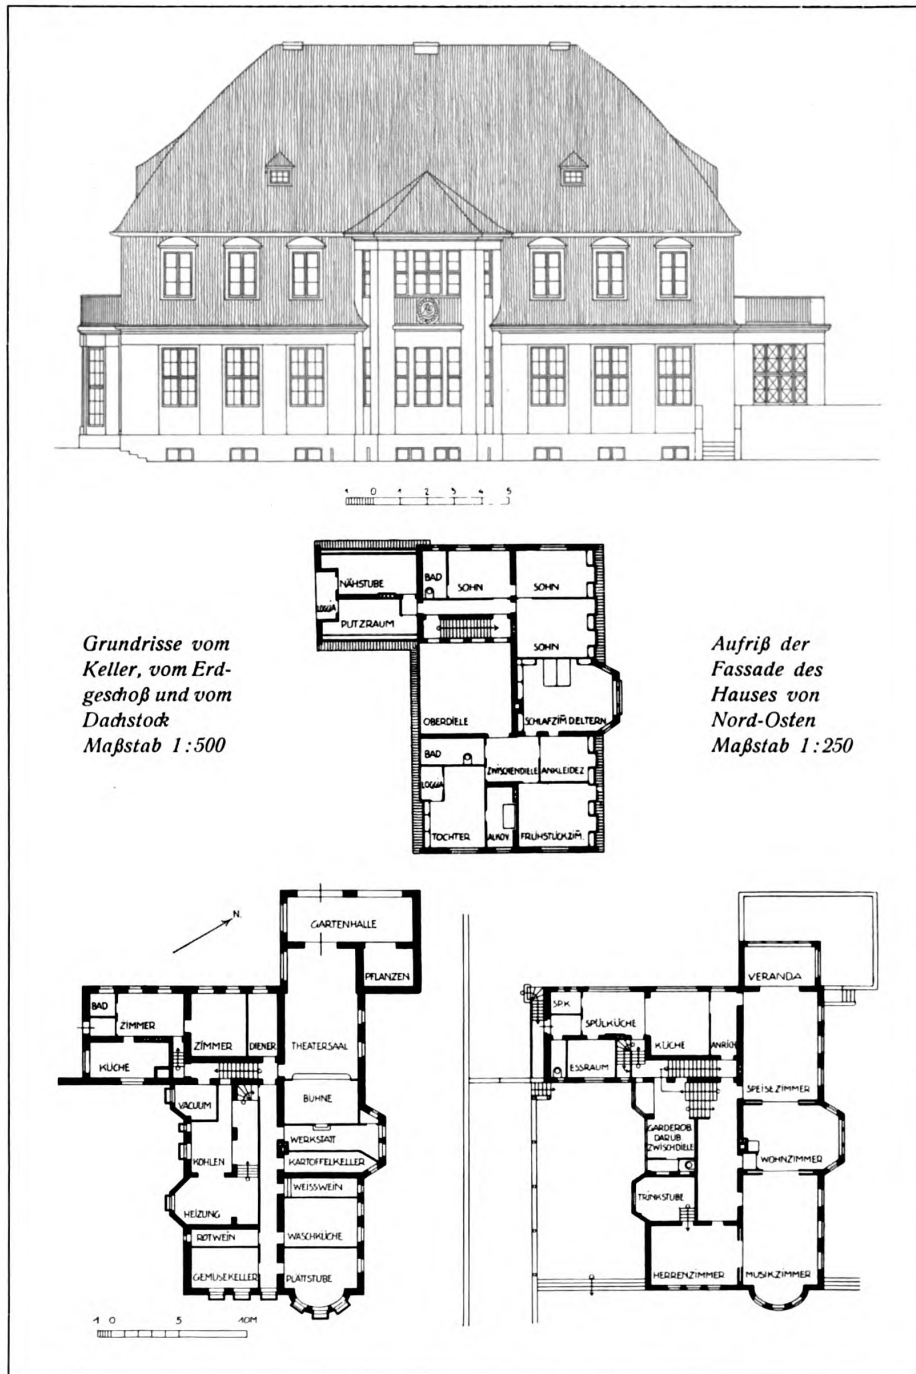 1 0 1 2 3 4 5
Grundrisse vom
Keller, vom Erd-
geschoß und vom
Dachstock
Maßstab 1:500
Aufriß der
Fassade des
Hauses von
Nord-Osten
Maßstab 1:250
NÄHSTUBE
BAD
SOHN
SOHN
LOGGIA
PUTZRAUM
SOHN
OBERDIELE
SCHLAFZIM D.ELTERN
BAD
ZWISCHENDIELE
ANKLEIDEZ
LOGGIA
TOCHTER
ALKOV.
FRÜHSTÜCKZIM.
N.
GARTENHALLE
PFLANZEN
BAD
ZIMMER
ZIMMER
DIENER
THEATERSAAL
KÜCHE
BÜHNE
VACUUM
WERKSTATT
KOHLEN
KARTOFFELKELLER
WEISSWEIN
HEIZUNG
ROTWEIN
WASCHKÜCHE
GEMÜSEKELLER
PLÄTTSTUBE
1 0 5 10M
VERANDA
SP.K.
SPÜLKÜCHE
KÜCHE
ANRICH
ESSRAUM
SPEISEZIMMER
GARDEROB
DARÜB
ZWISCHDIELE
WOHNZIMMER
TRINKSTUBE
HERRENZIMMER
MUSIKZIMMER